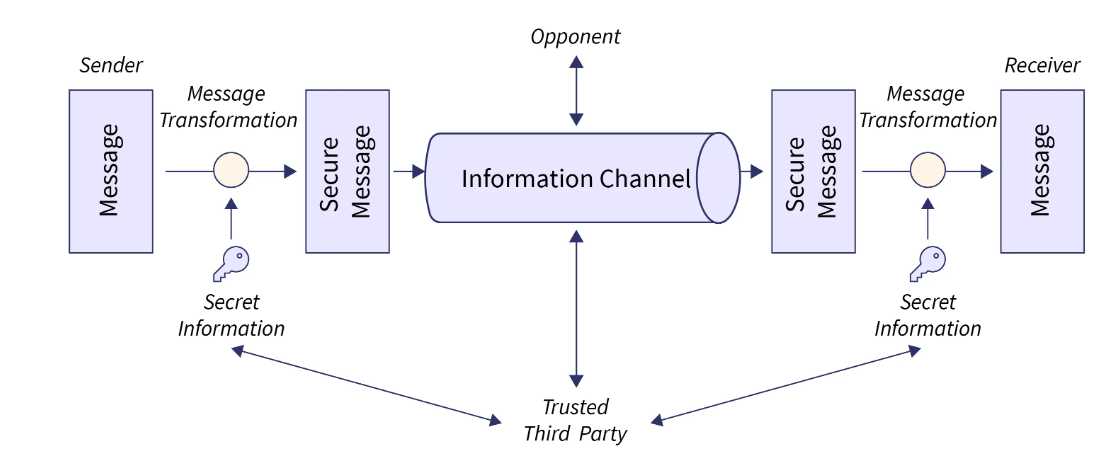 Opponent
Sender
Receiver
Message
Transformation
Message
Transformation
Message
Secure
Message
Information Channel
Secure
Message
Message
Secret
Information
Secret
Information
Trusted
Third Party